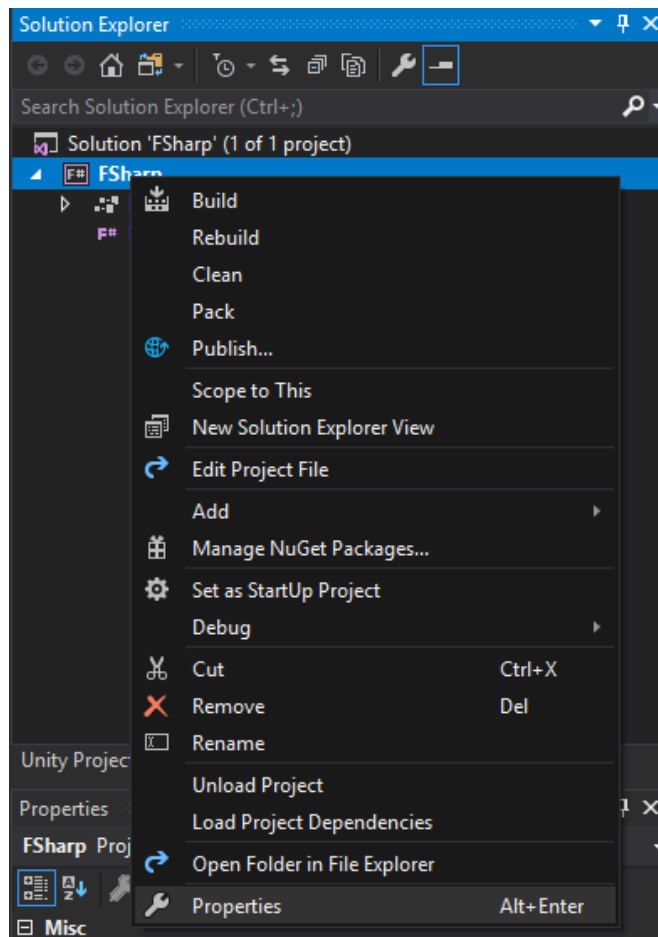 Solution Explorer
Search Solution Explorer (Ctrl+;)
Solution 'FSharp' (1 of 1 project)
F# FSharp
F#
Build
Rebuild
Clean
Pack
Publish...
Scope to This
New Solution Explorer View
Edit Project File
Add
Manage NuGet Packages...
Set as StartUp Project
Debug
Cut Ctrl+X
Remove Del
Rename
Unity Projec
Unload Project
Properties
Load Project Dependencies
FSharp Proj
Open Folder in File Explorer
Properties Alt+Enter
Misc